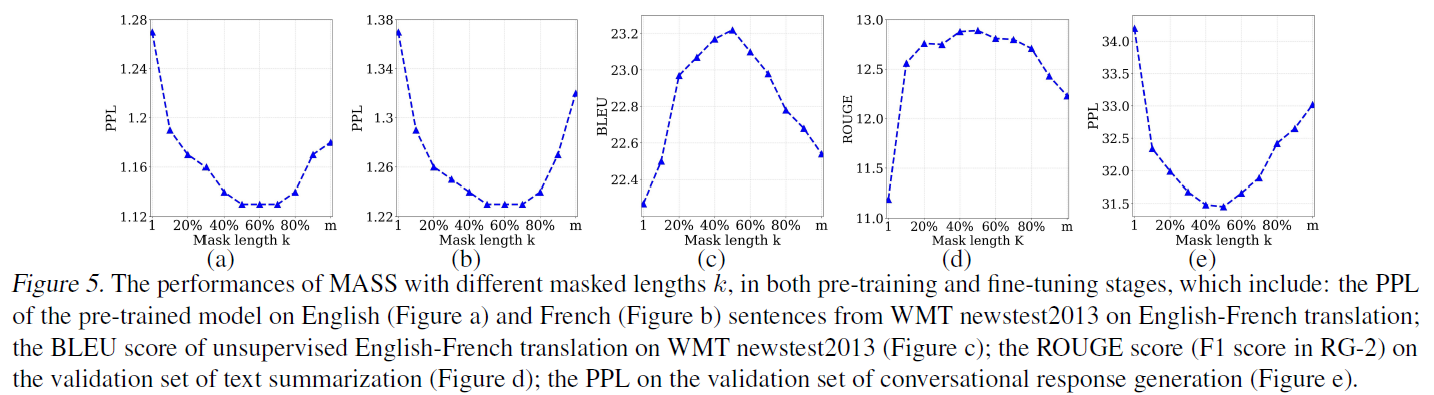 1.28
1.24
1.2
1.16
1.12
PPL
1 20% 40% 60% 80% m
Mask length k
(a)
1.38
1.34
1.3
1.26
1.22
PPL
1 20% 40% 60% 80% m
Mask length k
(b)
23.2
23.0
22.8
22.6
22.4
BLEU
1 20% 40% 60% 80% m
Mask length k
(c)
13.0
12.5
12.0
11.5
11.0
ROUGE
1 20% 40% 60% 80% m
Mask length K
(d)
34.0
33.5
33.0
32.5
32.0
31.5
PPL
1 20% 40% 60% 80% m
Mask length k
(e)
Figure 5. The performances of MASS with different masked lengths k, in both pre-training and fine-tuning stages, which include: the PPL
of the pre-trained model on English (Figure a) and French (Figure b) sentences from WMT newstest2013 on English-French translation;
the BLEU score of unsupervised English-French translation on WMT newstest2013 (Figure c); the ROUGE score (F1 score in RG-2) on
the validation set of text summarization (Figure d); the PPL on the validation set of conversational response generation (Figure e).